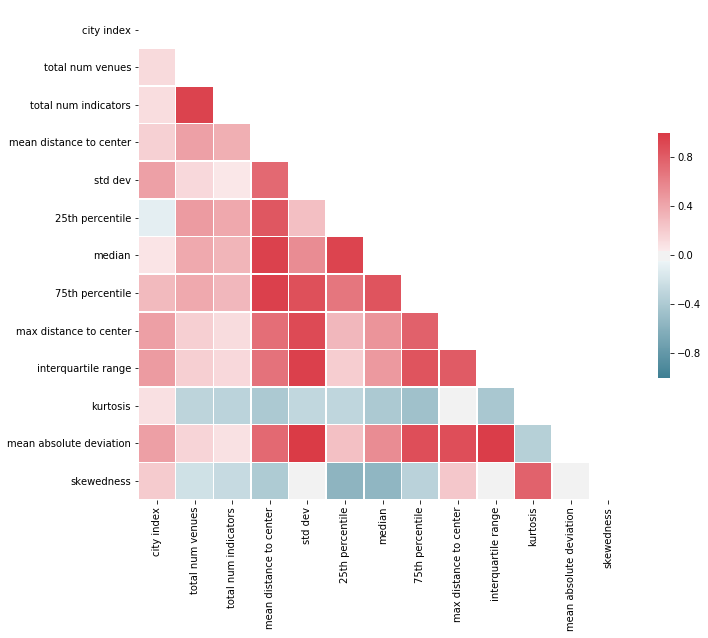 city index
total num venues
total num indicators
mean distance to center
std dev
25th percentile
median
75th percentile
max distance to center
interquartile range
kurtosis
mean absolute deviation
skewedness
0.8
0.4
0.0
−0.4
−0.8
city index
total num venues
total num indicators
mean distance to center
std dev
25th percentile
median
75th percentile
max distance to center
interquartile range
kurtosis
mean absolute deviation
skewedness